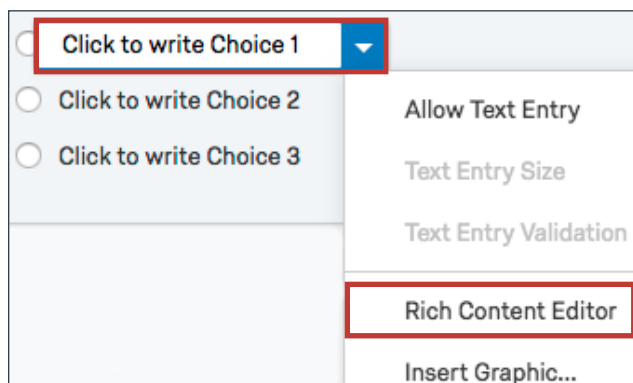 Click to write Choice 1
Click to write Choice 2
Click to write Choice 3
Allow Text Entry
Text Entry Size
Text Entry Validation
Rich Content Editor
Insert Graphic...